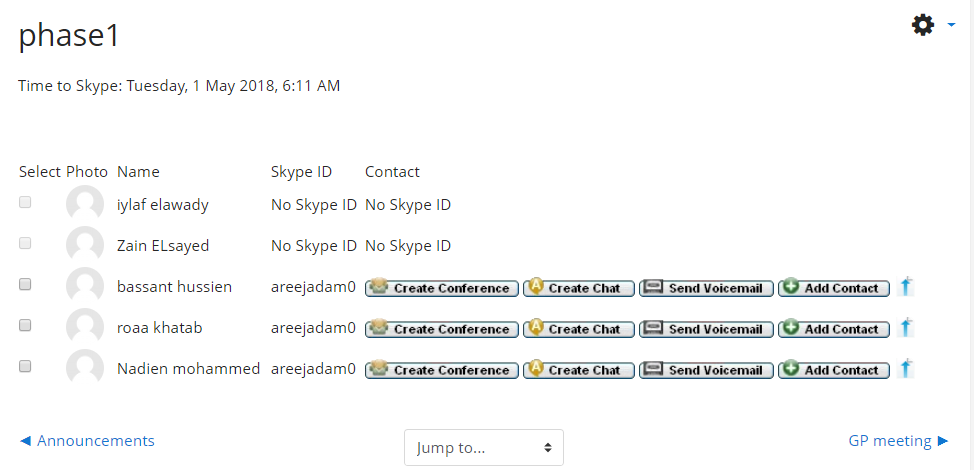 phase1
Time to Skype: Tuesday, 1 May 2018, 6:11 AM
Select Photo Name Skype ID Contact
iylaf elawady No Skype ID No Skype ID
Zain ELsayed No Skype ID No Skype ID
bassant hussien areejadam0 Create Conference A Create Chat Send Voicemail Add Contact
roaa khatab areejadam0 Create Conference A Create Chat Send Voicemail Add Contact
Nadien mohammed areejadam0 Create Conference A Create Chat Send Voicemail Add Contact
◄ Announcements Jump to... GP meeting ►